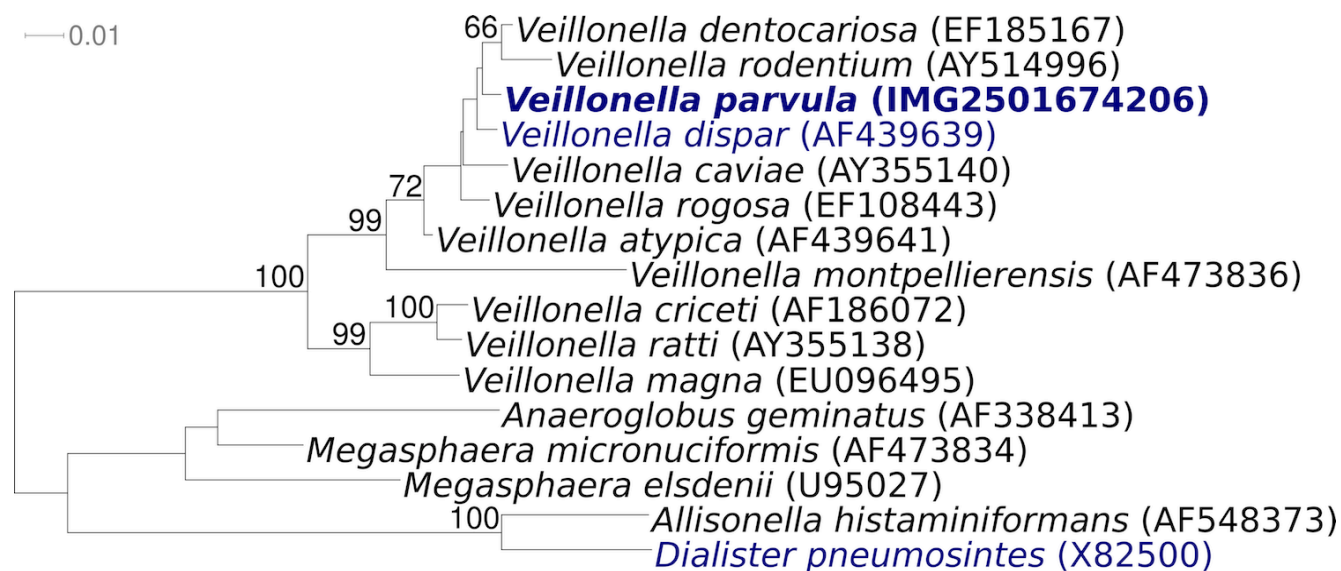 0.01
66
Veillonella dentocariosa (EF185167)
Veillonella rodentium (AY514996)
Veillonella parvula (IMG2501674206)
Veillonella dispar (AF439639)
Veillonella caviae (AY355140)
72
Veillonella rogosa (EF108443)
99
Veillonella atypica (AF439641)
Veillonella montpellierensis (AF473836)
100
Veillonella criceti (AF186072)
100
Veillonella ratti (AY355138)
99
Veillonella magna (EU096495)
Anaeroglobus geminatus (AF338413)
Megasphaera micronuciformis (AF473834)
Megasphaera elsdenii (U95027)
100
Allisonella histaminiformans (AF548373)
Dialister pneumosintes (X82500)